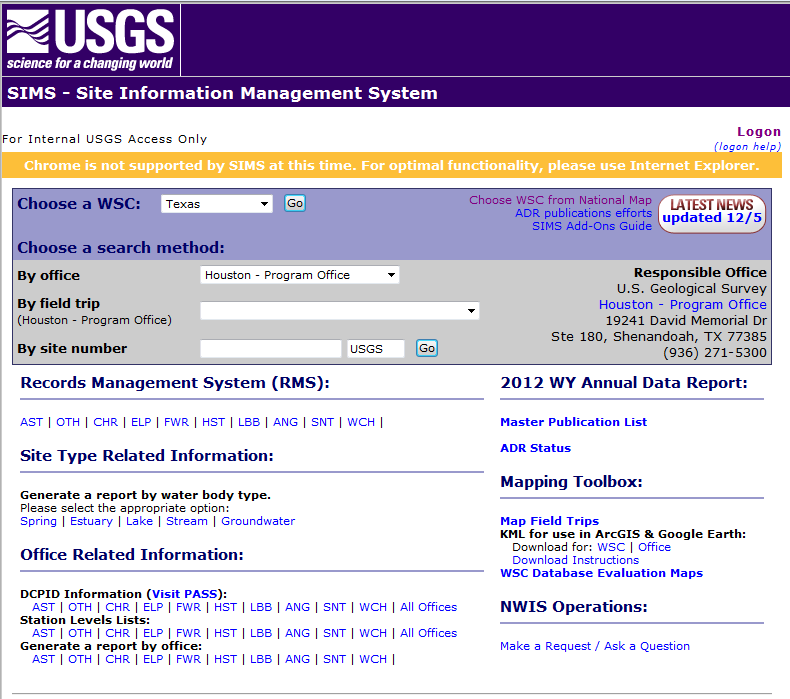 USGS
science for a changing world
SIMS - Site Information Management System
Logon
For Internal USGS Access Only
(logon help)
Chrome is not supported by SIMS at this time. For optimal functionality, please use Internet Explorer.
Choose a WSC: Texas Go
Choose WSC from National Map
ADR publications efforts
SIMS Add-Ons Guide
LATEST NEWS
updated 12/5
Choose a search method:
By office Houston - Program Office
By field trip
(Houston - Program Office)
By site number USGS Go
Responsible Office
U.S. Geological Survey
Houston - Program Office
19241 David Memorial Dr
Ste 180, Shenandoah, TX 77385
(936) 271-5300
Records Management System (RMS):
AST | OTH | CHR | ELP | FWR | HST | LBB | ANG | SNT | WCH |
Site Type Related Information:
Generate a report by water body type.
Please select the appropriate option:
Spring | Estuary | Lake | Stream | Groundwater
Office Related Information:
DCPID Information (Visit PASS):
AST | OTH | CHR | ELP | FWR | HST | LBB | ANG | SNT | WCH | All Offices
Station Levels Lists:
AST | OTH | CHR | ELP | FWR | HST | LBB | ANG | SNT | WCH | All Offices
Generate a report by office:
AST | OTH | CHR | ELP | FWR | HST | LBB | ANG | SNT | WCH |
2012 WY Annual Data Report:
Master Publication List
ADR Status
Mapping Toolbox:
Map Field Trips
KML for use in ArcGIS & Google Earth:
Download for: WSC | Office
Download Instructions
WSC Database Evaluation Maps
NWIS Operations:
Make a Request / Ask a Question